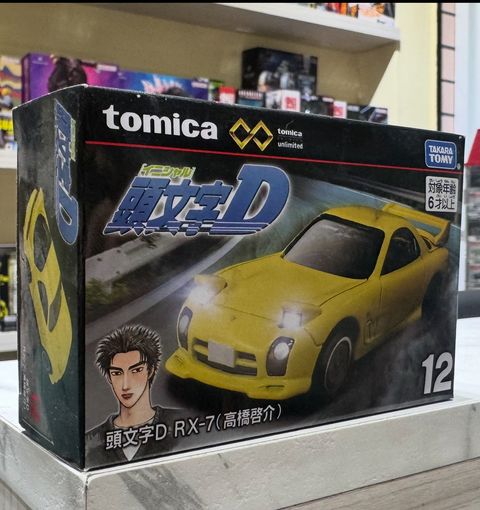 tomica
tomica
unlimited
TAKARA
TOMY
イニシャル
頭文字D
対象年齢
6才以上
12
頭文字D RX-7(高橋啓介)